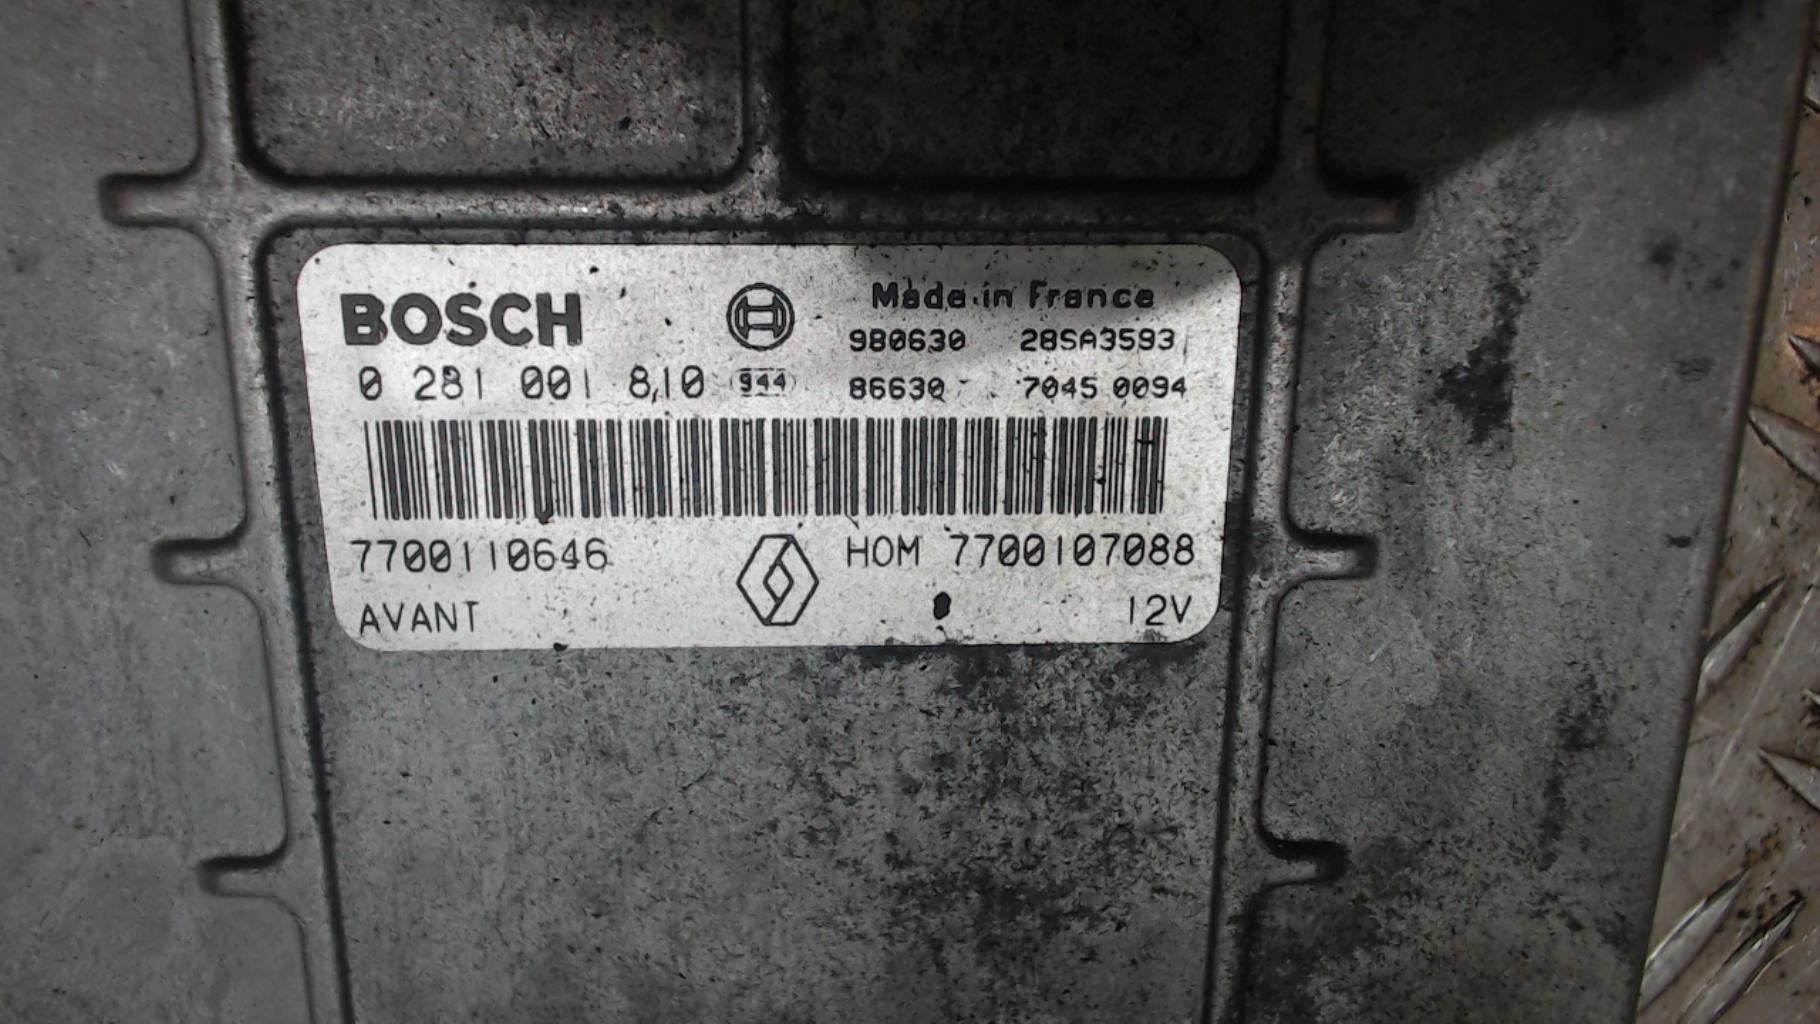 BOSCH
Made in France
980630 28SA3593
0 281 001 810 944 86630 7045 0094
7700110646 HOM 7700107088
AVANT 12V